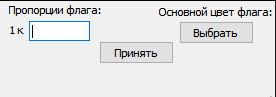 Пропорции флага:
Основной цвет флага:
1 к
Выбрать
Принять